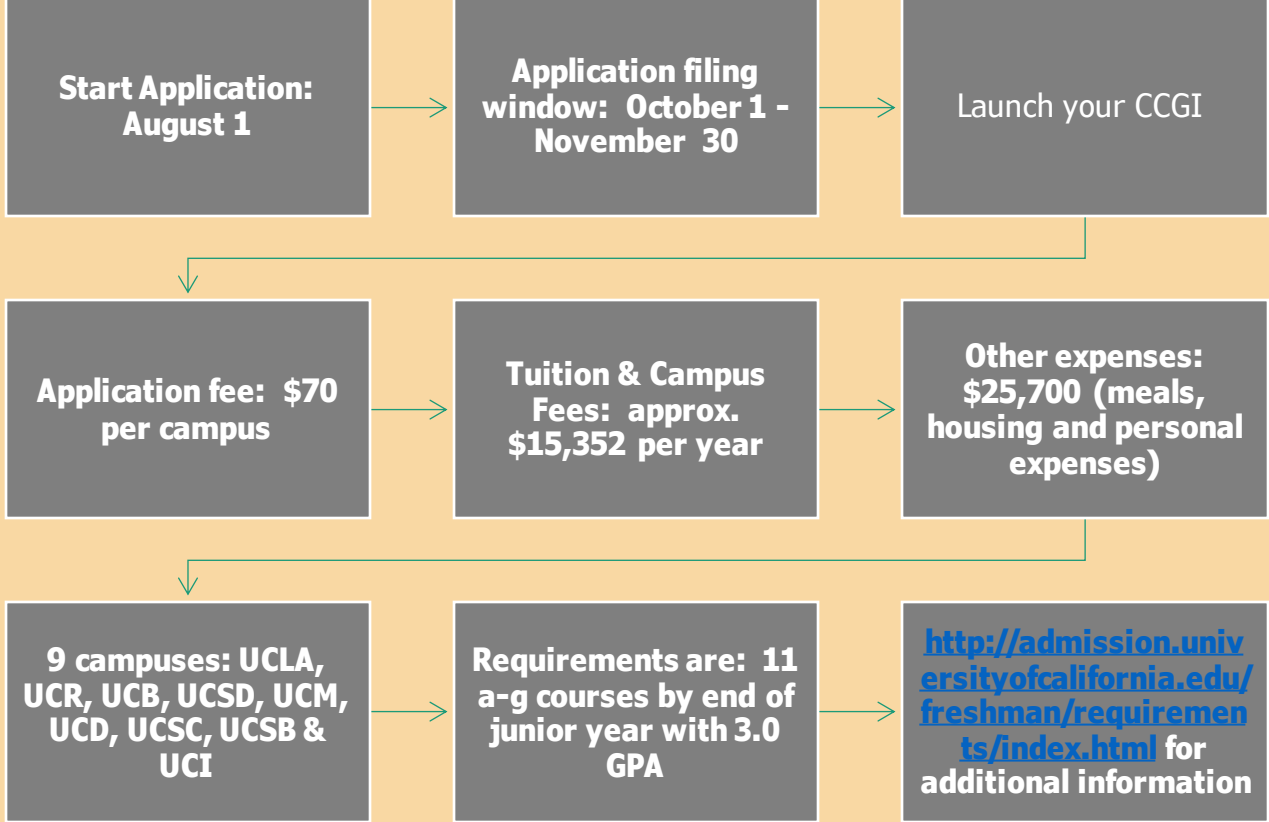 Start Application:
August 1
Application filing
window: October 1 -
November 30
Launch your CCGI
Application fee: $70
per campus
Tuition & Campus
Fees: approx.
$15,352 per year
Other expenses:
$25,700 (meals,
housing and personal
expenses)
9 campuses: UCLA,
UCR, UCB, UCSD, UCM,
UCD, UCSC, UCSB &
UCI
Requirements are: 11
a-g courses by end of
junior year with 3.0
GPA
http://admission.univ
ersityofcalifornia.edu/
freshman/requiremen
ts/index.html for
additional information